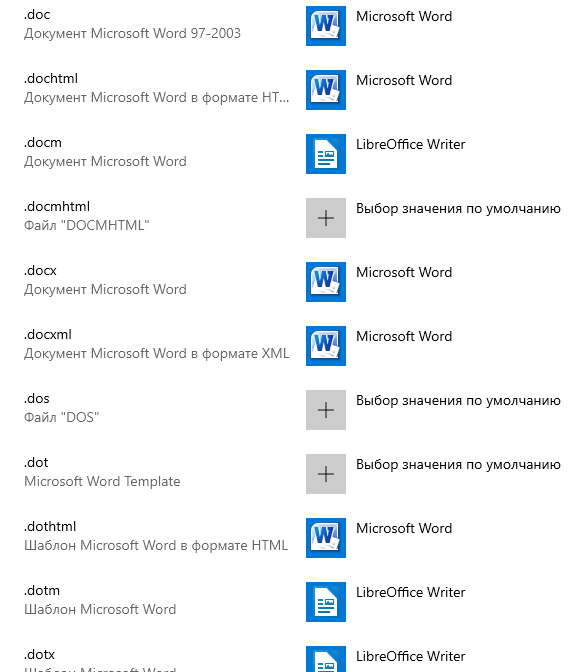 .doc
Документ Microsoft Word 97-2003
Microsoft Word
.dochtml
Документ Microsoft Word в формате HT...
Microsoft Word
.docm
Документ Microsoft Word
LibreOffice Writer
.docmhtml
Файл "DOCMHTML"
Выбор значения по умолчанию
.docx
Документ Microsoft Word
Microsoft Word
.docxml
Документ Microsoft Word в формате XML
Microsoft Word
.dos
Файл "DOS"
Выбор значения по умолчанию
.dot
Microsoft Word Template
Выбор значения по умолчанию
.dothtml
Шаблон Microsoft Word в формате HTML
Microsoft Word
.dotm
Шаблон Microsoft Word
LibreOffice Writer
.dotx
Шаблон Microsoft Word
LibreOffice Writer